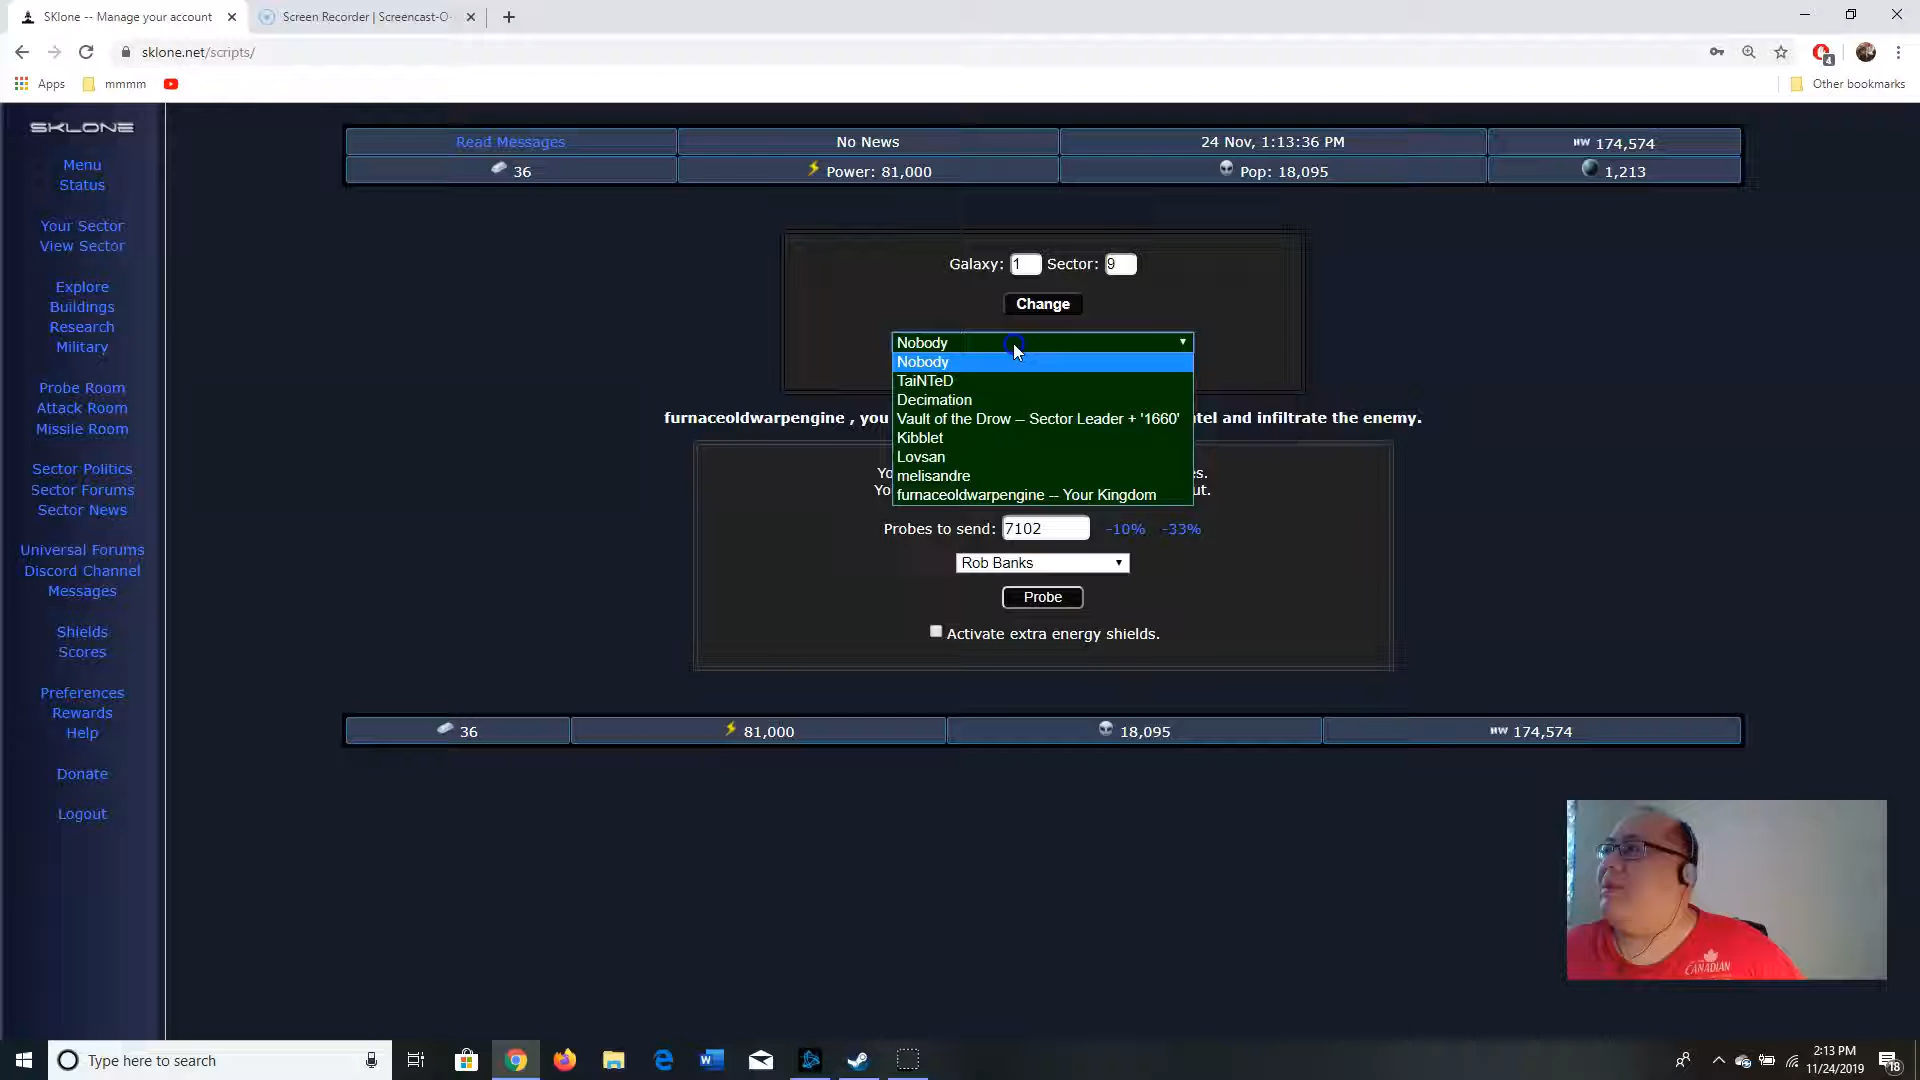 SKlone -- Manage your account
Screen Recorder | Screencast-O-
sklone.net/scripts/
4
Apps
mmmm
Other bookmarks
SKLONE
Menu
Status
Your Sector
View Sector
Explore
Buildings
Research
Military
Probe Room
Attack Room
Missile Room
Sector Politics
Sector Forums
Sector News
Universal Forums
Discord Channel
Messages
Shields
Scores
Preferences
Rewards
Help
Donate
Logout
Read Messages
No News
24 Nov, 1:13:36 PM
NW 174,574
36
Power: 81,000
Pop: 18,095
1,213
Galaxy: 1 Sector: 9
Change
Nobody
Nobody
TaiNTeD
Decimation
Vault of the Drow -- Sector Leader + '1660'
Kibblet
Lovsan
melisandre
furnaceoldwarpengine -- Your Kingdom
furnaceoldwarpengine , you ntel and infiltrate the enemy.
Probes to send: 7102 -10% -33%
Rob Banks
Probe
Activate extra energy shields.
36
81,000
18,095
NW 174,574
CANADIAN
Type here to search
2:13 PM
11/24/2019
18